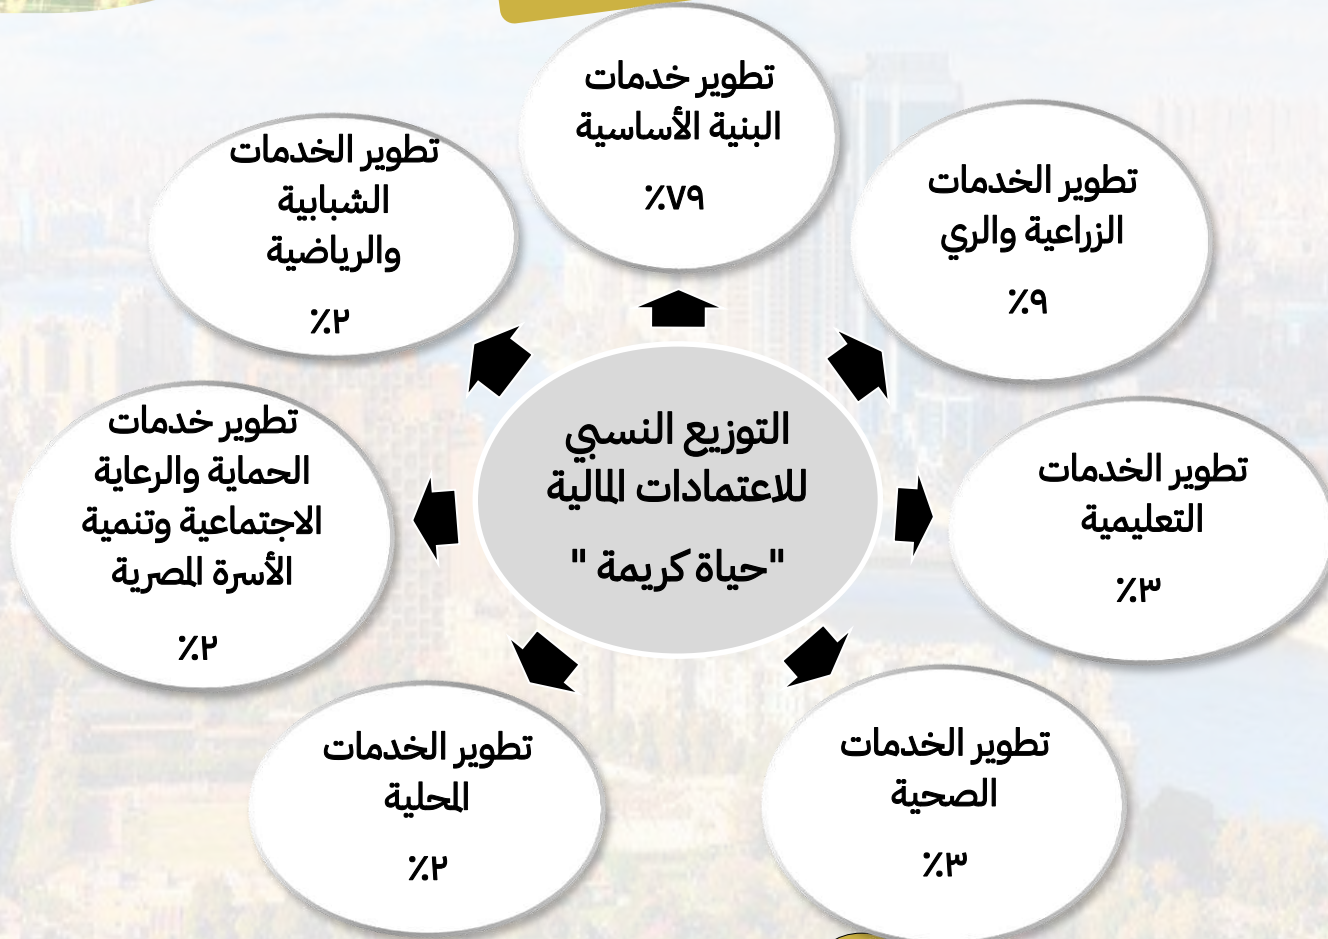 تطوير خدمات
البنية الأساسية
٪٧٩
تطوير الخدمات
الزراعية والري
٪٩
تطوير الخدمات
التعليمية
٪٣
تطوير الخدمات
الصحية
٪٣
تطوير الخدمات
المحلية
٪٢
تطوير خدمات
الحماية والرعاية
الاجتماعية وتنمية
الأسرة المصرية
٪٢
تطوير الخدمات
الشبابية
والرياضية
٪٢
التوزيع النسبي
للاعتمادات المالية
"حياة كريمة "